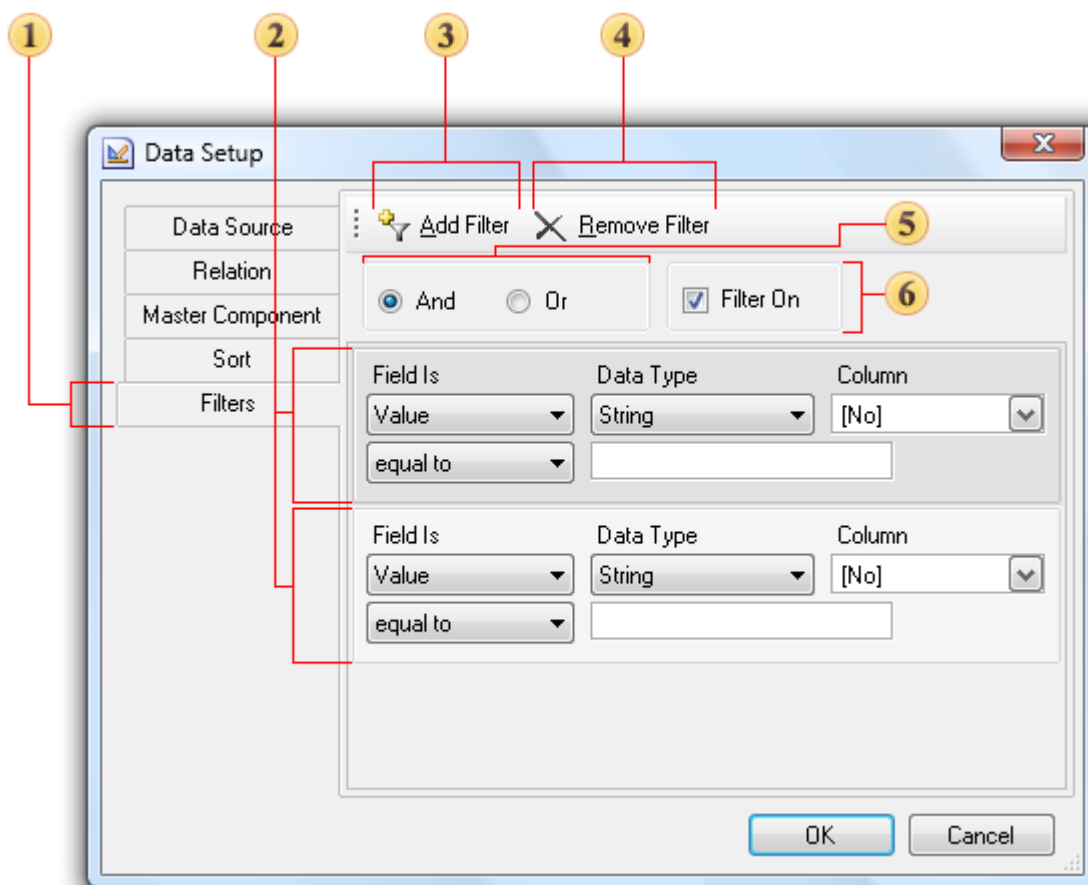 1 2 3 4
Data Setup
Data Source
Add Filter Remove Filter
5
Relation
And Or Filter On
6
Master Component
Sort
1
Filters
Field Is Data Type Column
Value String [No]
equal to
Field Is Data Type Column
Value String [No]
equal to
OK Cancel